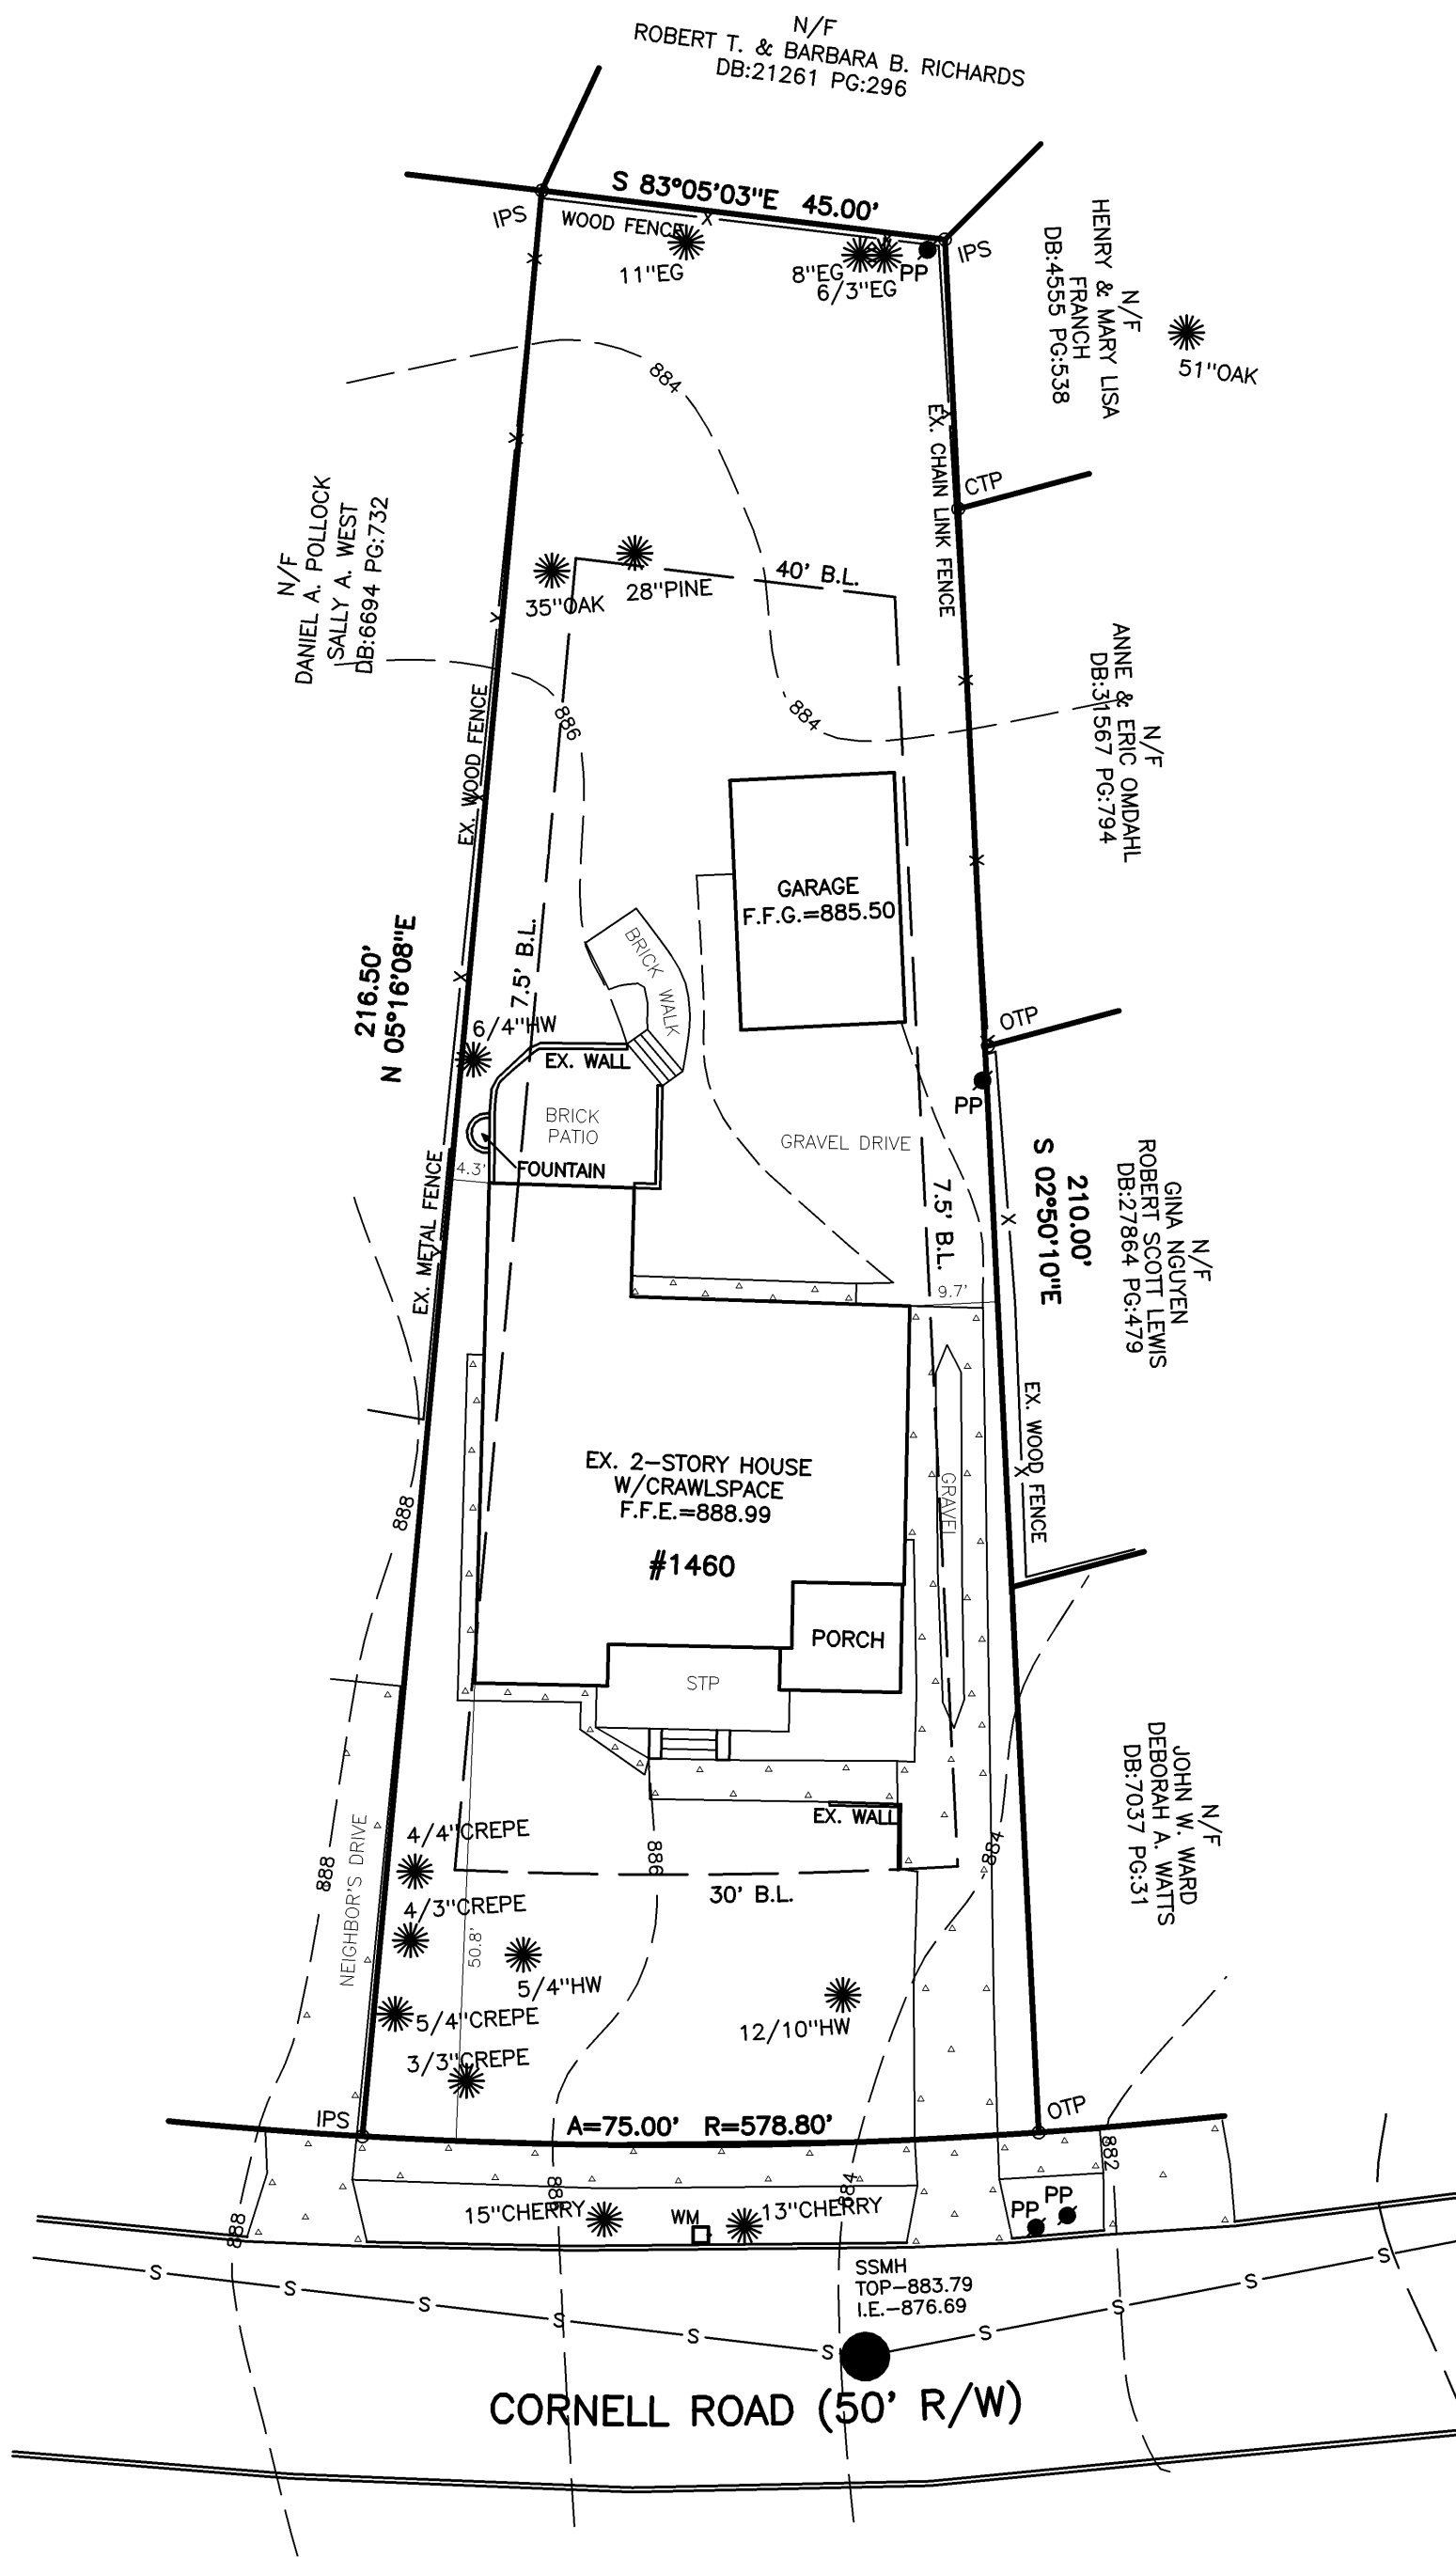 N/F
ROBERT T. & BARBARA B. RICHARDS
DB:21261 PG:296
S 83°05'03"E 45.00'
IPS
WOOD FENCE
X
IPS
11"EG
8"EG
6/3"EG
PP
N/F
HENRY & MARY LISA
FRANCH
DB:4555 PG:538
51"OAK
884
EX. CHAIN LINK FENCE
CTP
N/F
DANIEL A. POLLOCK
SALLY A. WEST
DB:6694 PG:732
40' B.L.
35"OAK
28"PINE
N/F
ANNE & ERIC OMDAHL
DB:31567 PG:794
886
884
EX. WOOD FENCE
GARAGE
F.F.G.=885.50
216.50'
N 05°16'08"E
7.5' B.L.
BRICK WALK
6/4"HW
EX. WALL
OTP
PP
BRICK
PATIO
GRAVEL DRIVE
FOUNTAIN
4.3'
EX. METAL FENCE
7.5' B.L.
210.00'
S 02°50'10"E
N/F
GINA NGUYEN
ROBERT SCOTT LEWIS
DB:27864 PG:479
9.7'
EX. WOOD FENCE
EX. 2-STORY HOUSE
W/CRAWLSPACE
F.F.E.=888.99
#1460
GRAVEL
888
PORCH
STP
N/F
JOHN W. WARD
DEBORAH A. WATTS
DB:7037 PG:31
EX. WALL
4/4"CREPE
886
884
888
NEIGHBOR'S DRIVE
30' B.L.
4/3"CREPE
50.8'
5/4"HW
5/4"CREPE
12/10"HW
3/3"CREPE
IPS
A=75.00' R=578.80'
OTP
882
886
884
15"CHERRY
WM
13"CHERRY
PP
PP
888
SSMH
TOP-883.79
I.E.-876.69
S S S S S S S S S S
CORNELL ROAD (50' R/W)